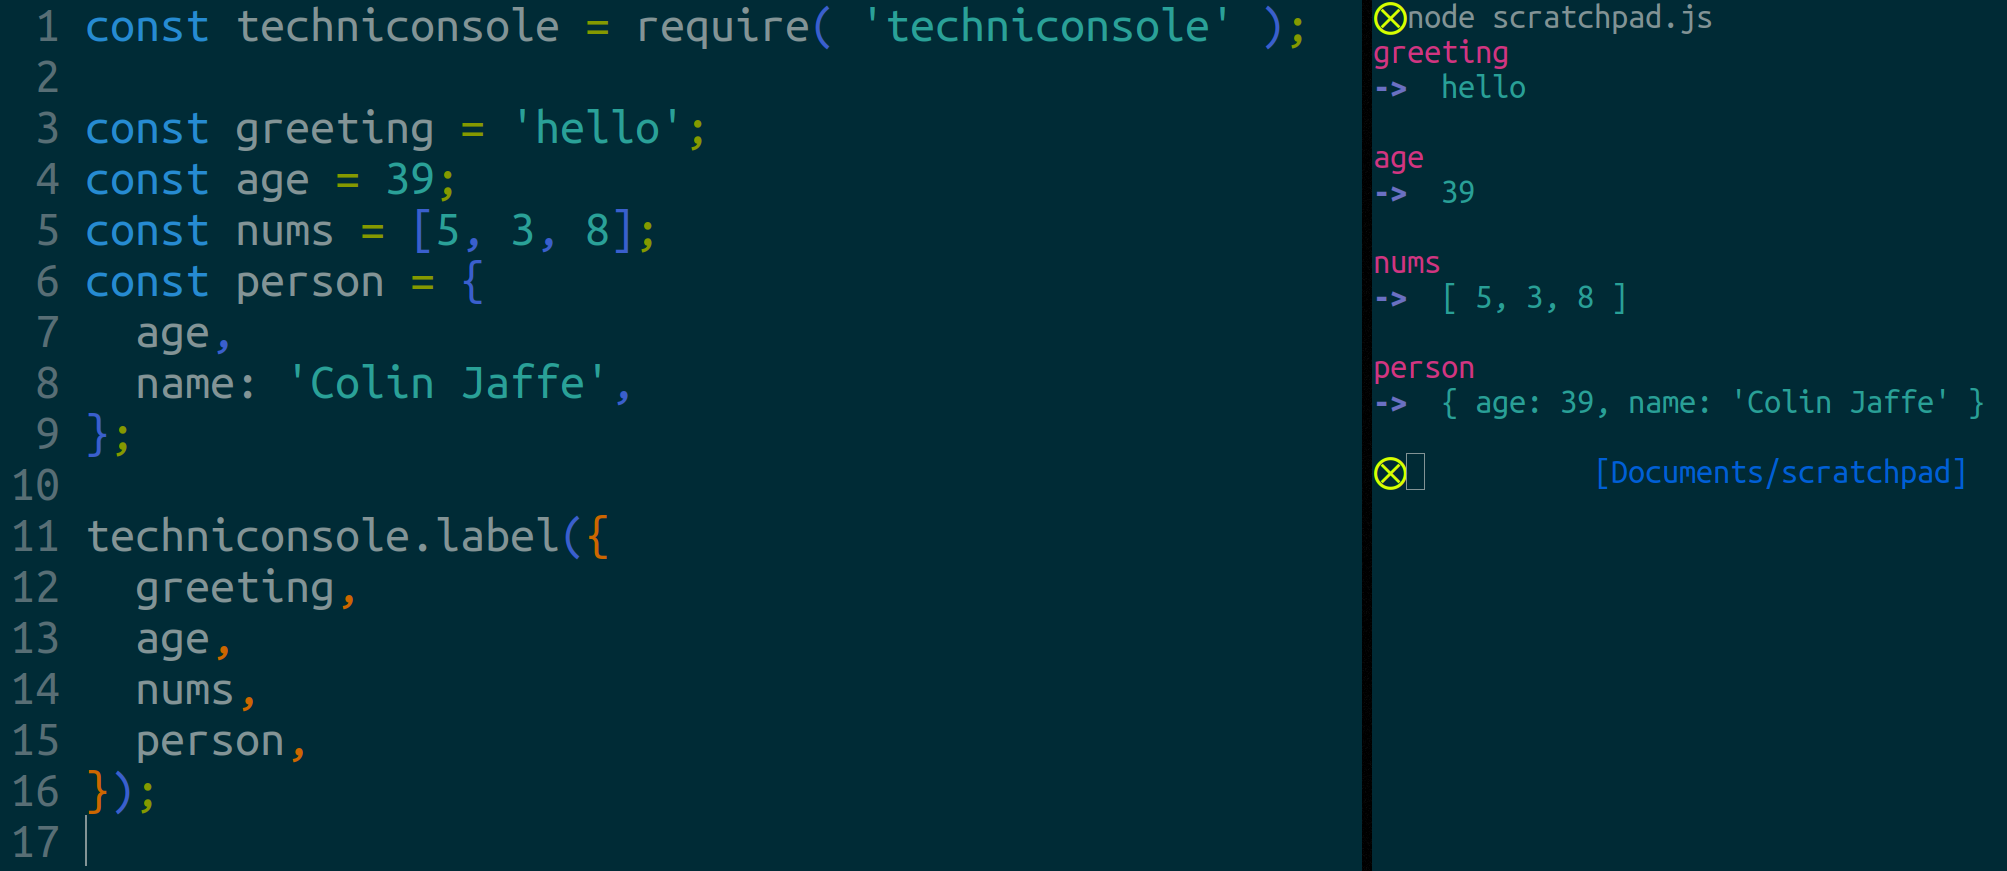 1 const techniconsole = require( 'techniconsole' );
2
3 const greeting = 'hello';
4 const age = 39;
5 const nums = [5, 3, 8];
6 const person = {
7   age,
8   name: 'Colin Jaffe',
9 };
10
11 techniconsole.label({
12   greeting,
13   age,
14   nums,
15   person,
16 });
17
node scratchpad.js
greeting
->  hello
age
->  39
nums
->  [ 5, 3, 8 ]
person
->  { age: 39, name: 'Colin Jaffe' }
[Documents/scratchpad]